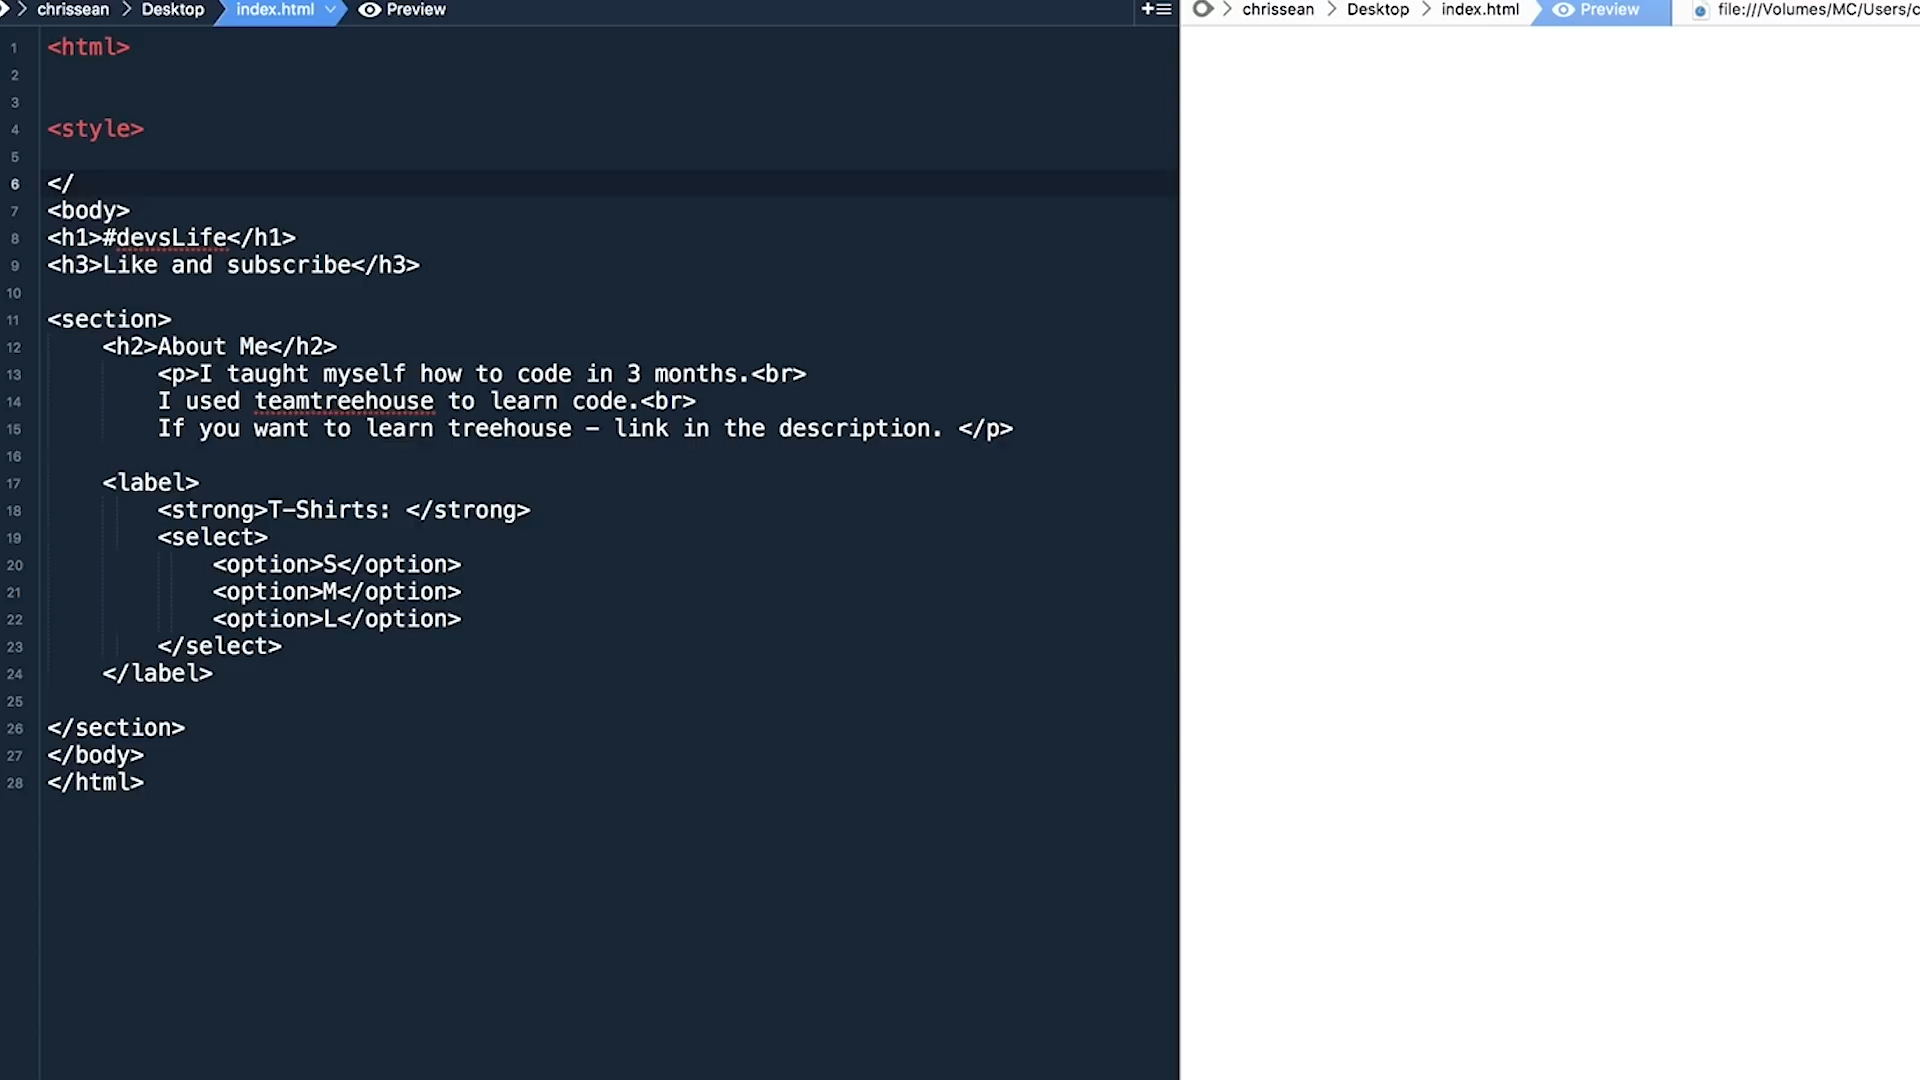 chrissean Desktop index.html Preview
chrissean Desktop index.html Preview file:///Volumes/MC/Users/c
1 <html>
2
3
4 <style>
5
6 </
7 <body>
8 <h1>#devsLife</h1>
9 <h3>Like and subscribe</h3>
10
11 <section>
12 <h2>About Me</h2>
13 <p>I taught myself how to code in 3 months.<br>
14 I used teamtreehouse to learn code.<br>
15 If you want to learn treehouse - link in the description. </p>
16
17 <label>
18 <strong>T-Shirts: </strong>
19 <select>
20 <option>S</option>
21 <option>M</option>
22 <option>L</option>
23 </select>
24 </label>
25
26 </section>
27 </body>
28 </html>